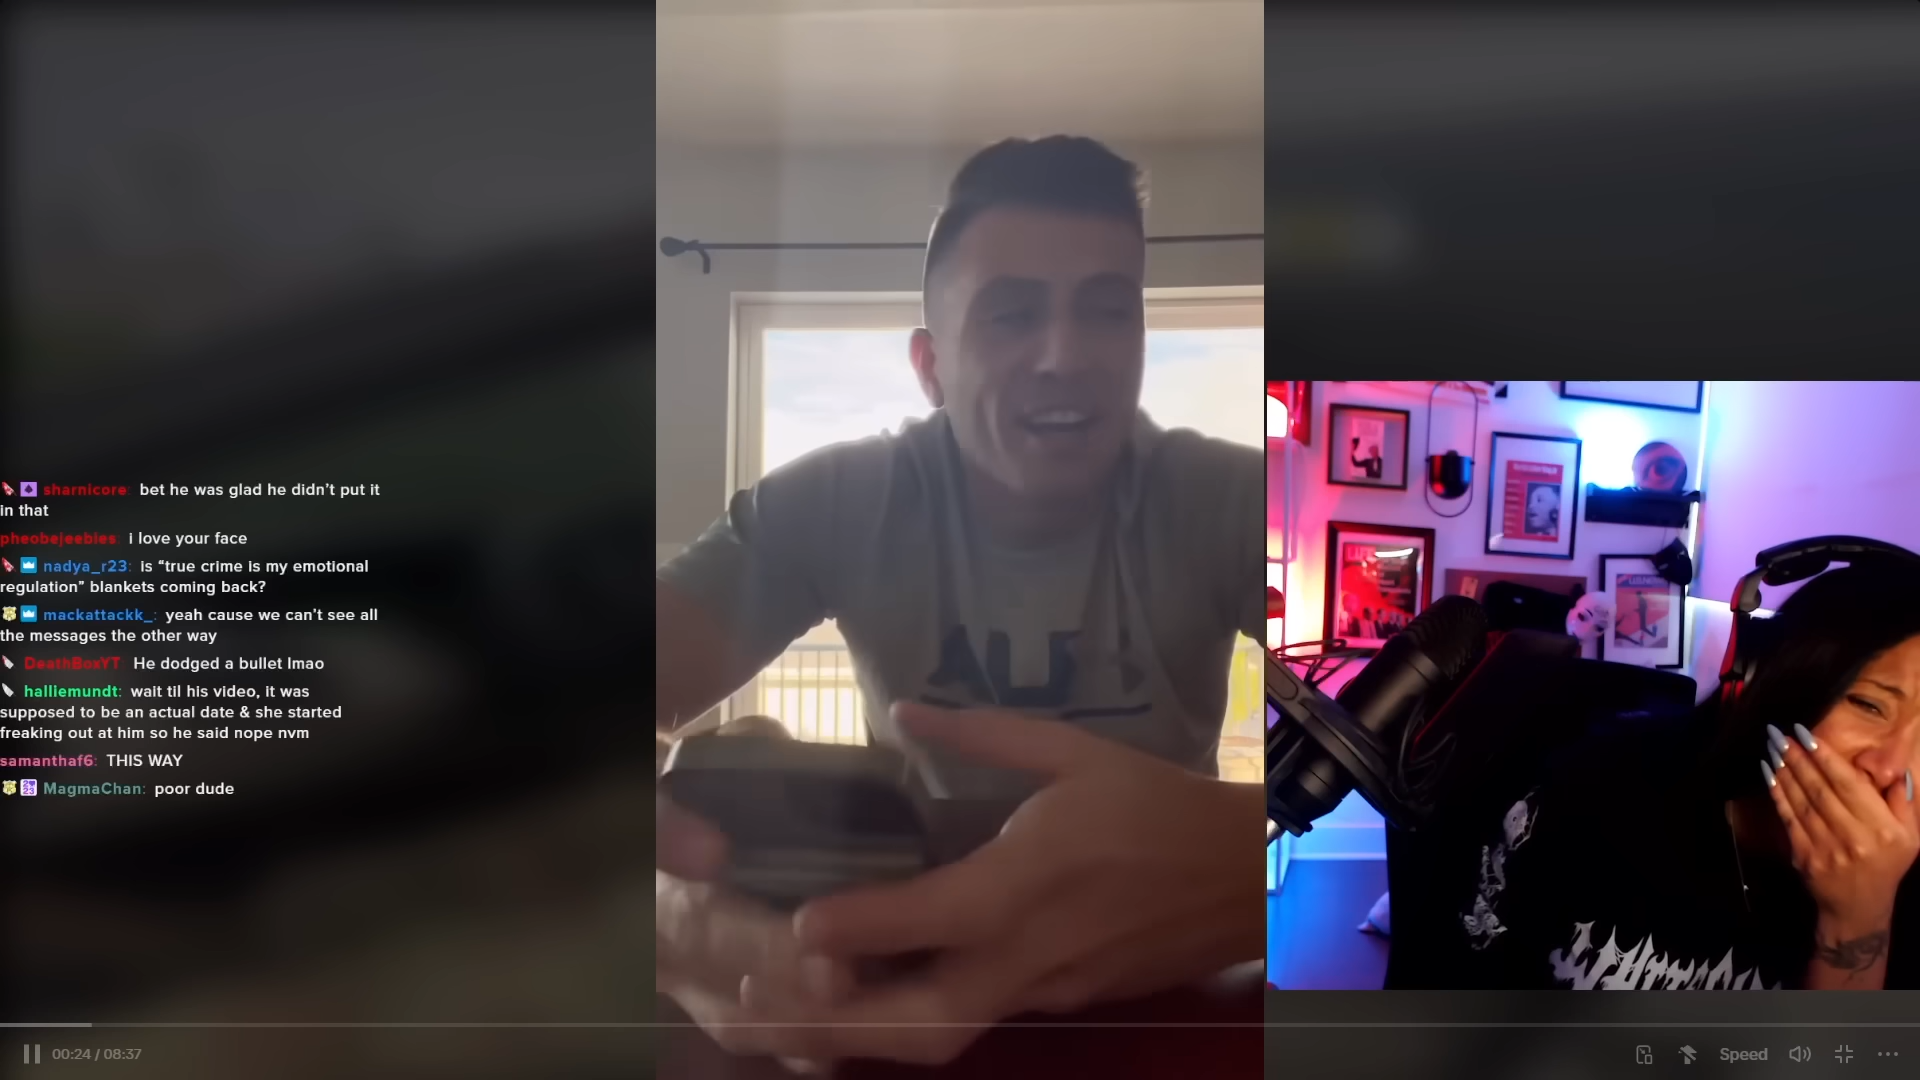 sharnicore: bet he was glad he didn’t put it
in that
pheobejeebies: i love your face
nadya_r23: is “true crime is my emotional
regulation” blankets coming back?
mackattackk_: yeah cause we can’t see all
the messages the other way
DeathBoxYT: He dodged a bullet lmao
halliemundt: wait til his video, it was
supposed to be an actual date & she started
freaking out at him so he said nope nvm
samanthaf6: THIS WAY
MagmaChan: poor dude
LIFE
00:24 / 08:37
Speed